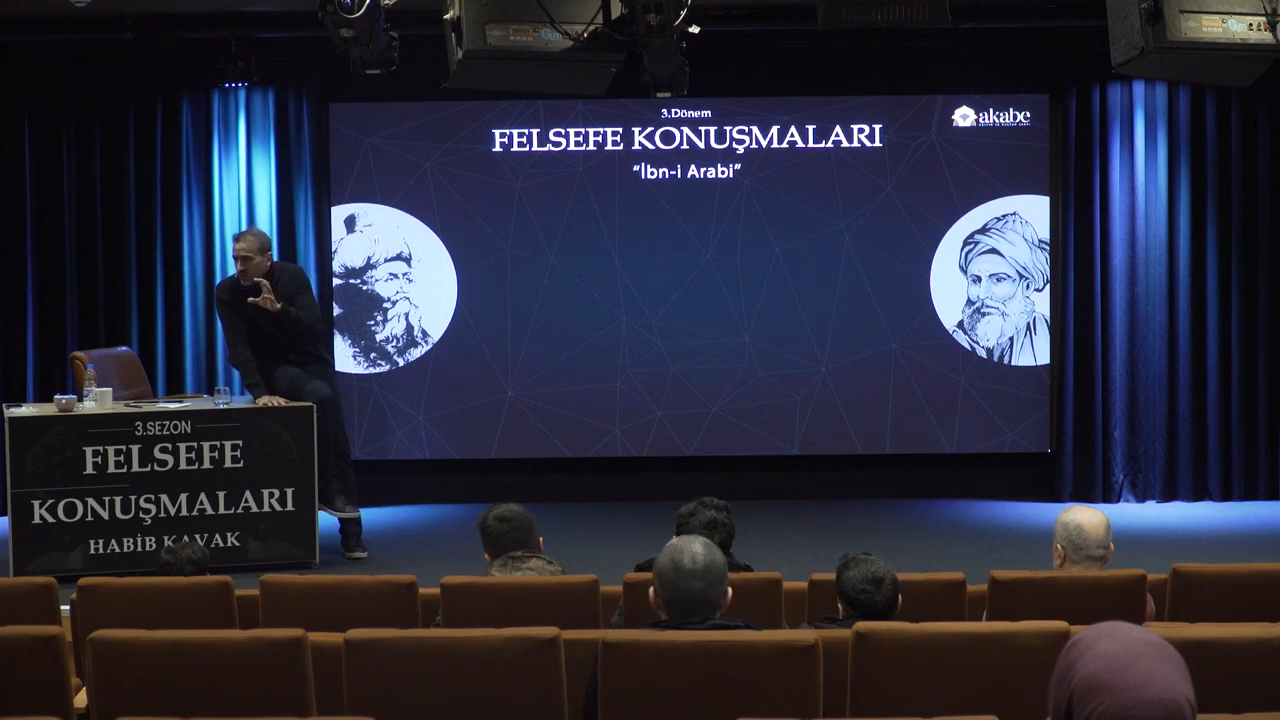 3.Dönem
FELSEFE KONUŞMALARI
“İbn-i Arabi”
akabe
3.SEZON
FELSEFE
KONUŞMALARI
HABİB KAVAK